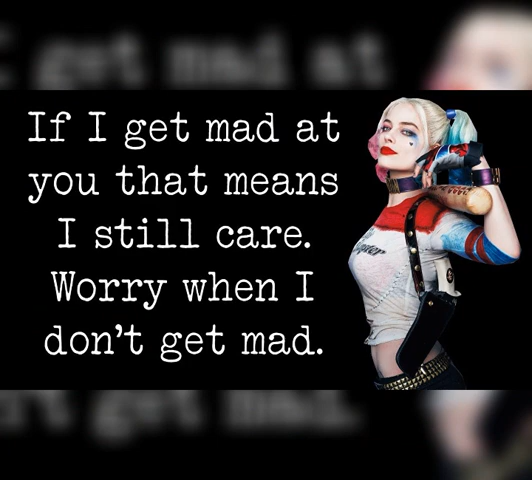 If I get mad at
you that means
I still care.
Worry when I
don't get mad.